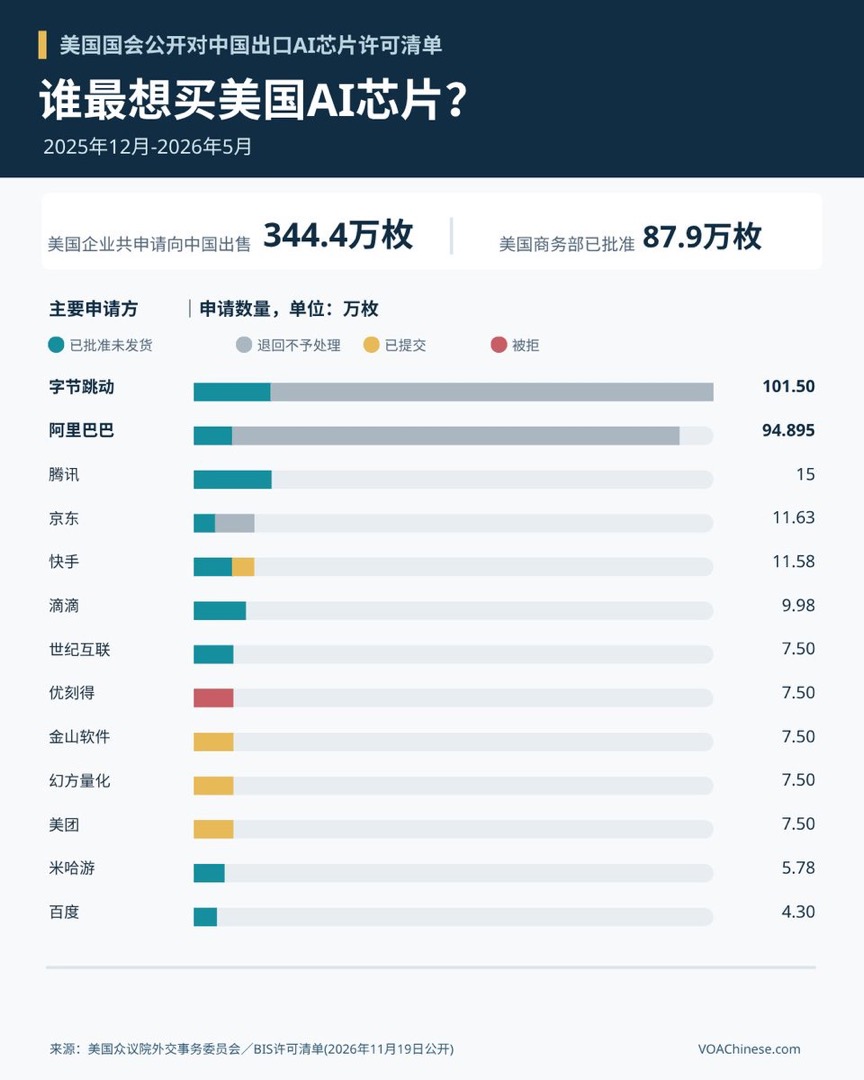 美国国会公开对中国出口AI芯片许可清单
谁最想买美国AI芯片？
2025年12月-2026年5月
美国企业共申请向中国出售 344.4万枚
美国商务部已批准 87.9万枚
主要申请方 | 申请数量，单位：万枚
已批准未发货 退回不予处理 已提交 被拒
字节跳动 101.50
阿里巴巴 94.895
腾讯 15
京东 11.63
快手 11.58
滴滴 9.98
世纪互联 7.50
优刻得 7.50
金山软件 7.50
幻方量化 7.50
美团 7.50
米哈游 5.78
百度 4.30
来源：美国众议院外交事务委员会／BIS许可清单(2026年11月19日公开)
VOAChinese.com